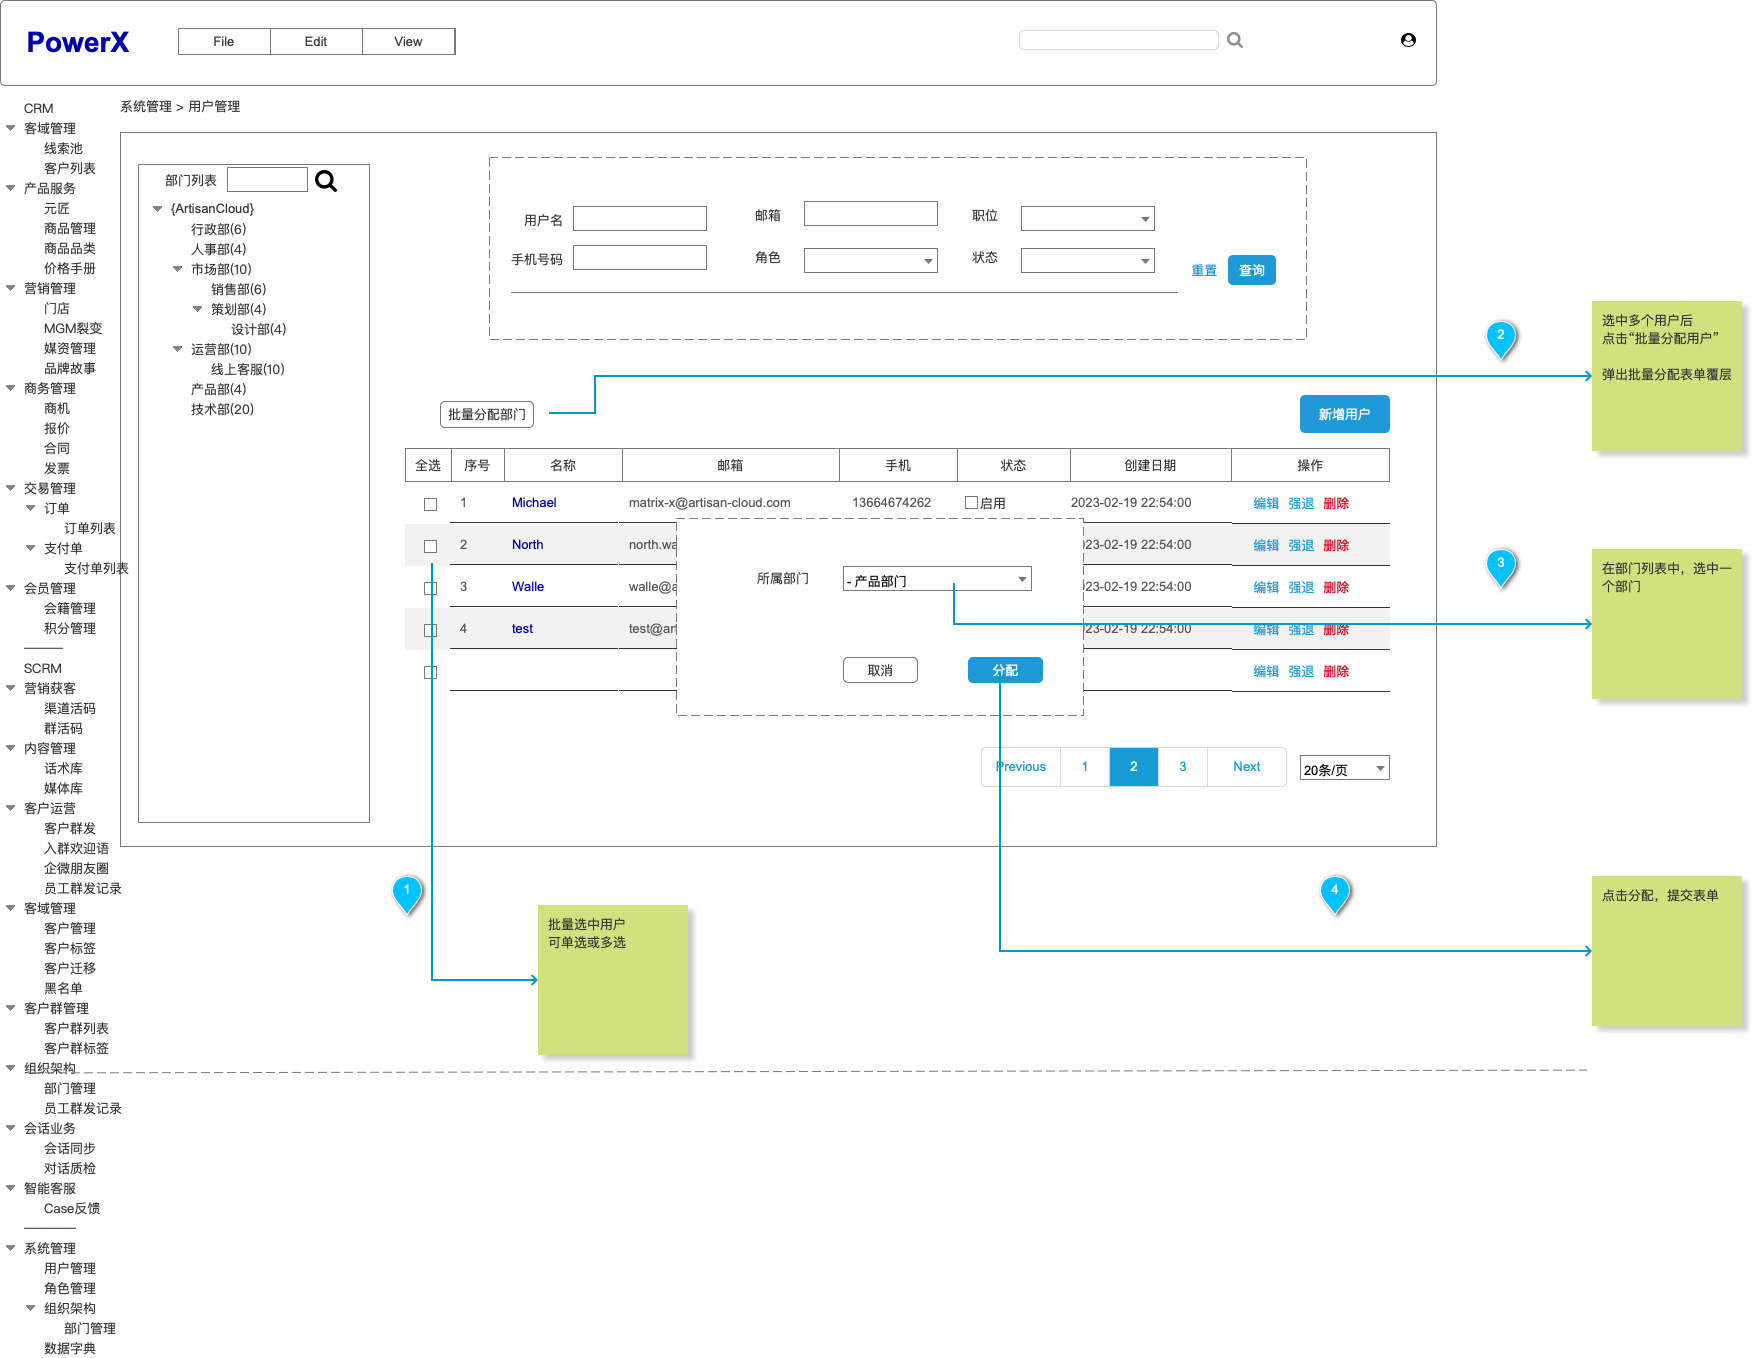 PowerX
File
Edit
View
系统管理 > 用户管理
CRM
客域管理
线索池
客户列表
产品服务
元匠
商品管理
商品品类
价格手册
营销管理
门店
MGM裂变
媒资管理
品牌故事
商务管理
商机
报价
合同
发票
交易管理
订单
订单列表
支付单
支付单列表
会员管理
会籍管理
积分管理
SCRM
营销获客
渠道活码
群活码
内容管理
话术库
媒体库
客户运营
客户群发
入群欢迎语
企微朋友圈
员工群发记录
客域管理
客户管理
客户标签
客户迁移
黑名单
客户群管理
客户群列表
客户群标签
组织架构
部门管理
员工群发记录
会话业务
会话同步
对话质检
智能客服
Case反馈
系统管理
用户管理
角色管理
组织架构
部门管理
数据字典
部门列表
{ArtisanCloud}
行政部(6)
人事部(4)
市场部(10)
销售部(6)
策划部(4)
设计部(4)
运营部(10)
线上客服(10)
产品部(4)
技术部(20)
用户名
邮箱
职位
手机号码
角色
状态
重置
查询
批量分配部门
新增用户
全选 序号 名称 邮箱 手机 状态 创建日期 操作
1 Michael matrix-x@artisan-cloud.com 13664674262 启用 2023-02-19 22:54:00 编辑 强退 删除
2 North north.wa 23-02-19 22:54:00 编辑 强退 删除
3 Walle walle@a 23-02-19 22:54:00 编辑 强退 删除
4 test test@art 23-02-19 22:54:00 编辑 强退 删除
编辑 强退 删除
所属部门
- 产品部门
取消
分配
Previous 1 2 3 Next
20条/页
1
批量选中用户
可单选或多选
2
选中多个用户后
点击“批量分配用户”
弹出批量分配表单覆层
3
在部门列表中，选中一
个部门
4
点击分配，提交表单